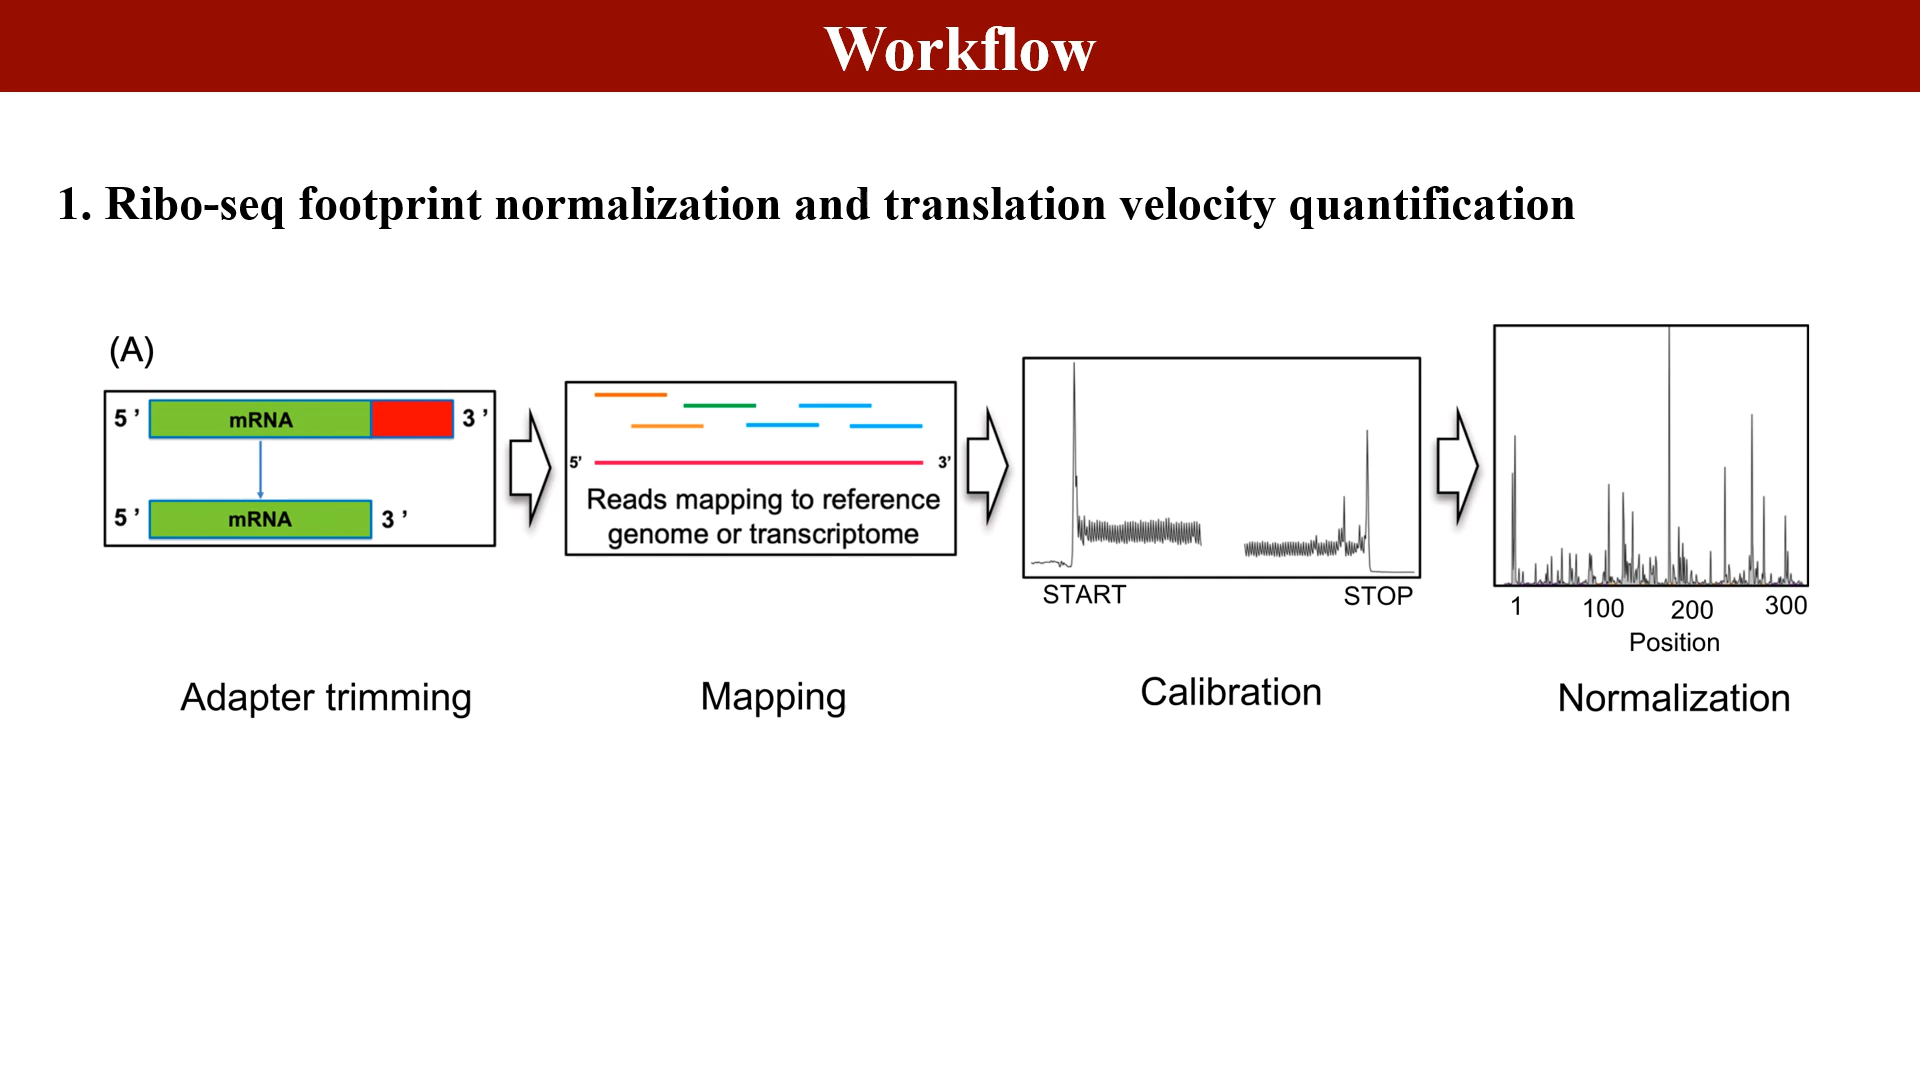 Workflow
1. Ribo-seq footprint normalization and translation velocity quantification
(A)
5 ’ mRNA 3 ’
5 ’ mRNA 3 ’
Adapter trimming
5’ 3’
Reads mapping to reference
genome or transcriptome
Mapping
START STOP
Calibration
1 100 200 300
Position
Normalization